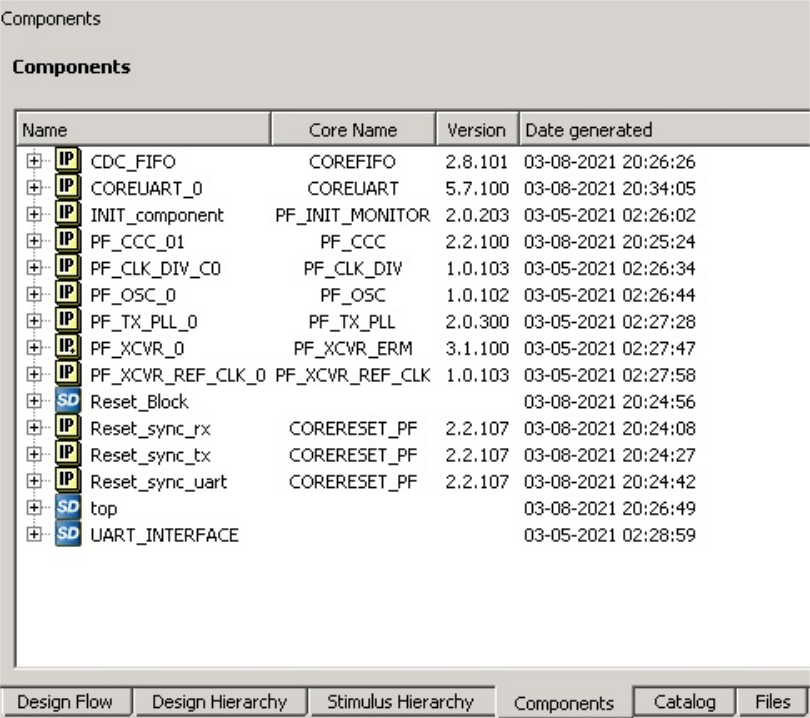 Components
Components
Name Core Name Version Date generated
IP CDC_FIFO COREFIFO 2.8.101 03-08-2021 20:26:26
IP COREUART_0 COREUART 5.7.100 03-08-2021 20:34:05
IP INIT_component PF_INIT_MONITOR 2.0.203 03-05-2021 02:26:02
IP PF_CCC_01 PF_CCC 2.2.100 03-08-2021 20:25:24
IP PF_CLK_DIV_C0 PF_CLK_DIV 1.0.103 03-05-2021 02:26:34
IP PF_OSC_0 PF_OSC 1.0.102 03-05-2021 02:26:44
IP PF_TX_PLL_0 PF_TX_PLL 2.0.300 03-05-2021 02:27:28
IP PF_XCVR_0 PF_XCVR_ERM 3.1.100 03-05-2021 02:27:47
IP PF_XCVR_REF_CLK_0 PF_XCVR_REF_CLK 1.0.103 03-05-2021 02:27:58
SD Reset_Block 03-08-2021 20:24:56
IP Reset_sync_rx CORERESET_PF 2.2.107 03-08-2021 20:24:08
IP Reset_sync_tx CORERESET_PF 2.2.107 03-08-2021 20:24:27
IP Reset_sync_uart CORERESET_PF 2.2.107 03-08-2021 20:24:42
SD top 03-08-2021 20:26:49
SD UART_INTERFACE 03-05-2021 02:28:59
Design Flow Design Hierarchy Stimulus Hierarchy Components Catalog Files